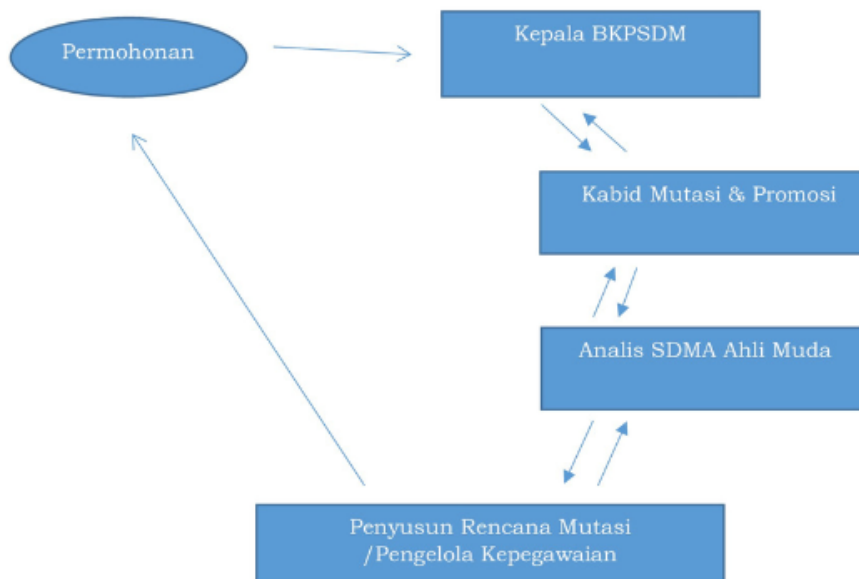 Permohonan
Kepala BKPSDM
Kabid Mutasi & Promosi
Analis SDMA Ahli Muda
Penyusun Rencana Mutasi
/Pengelola Kepegawaian